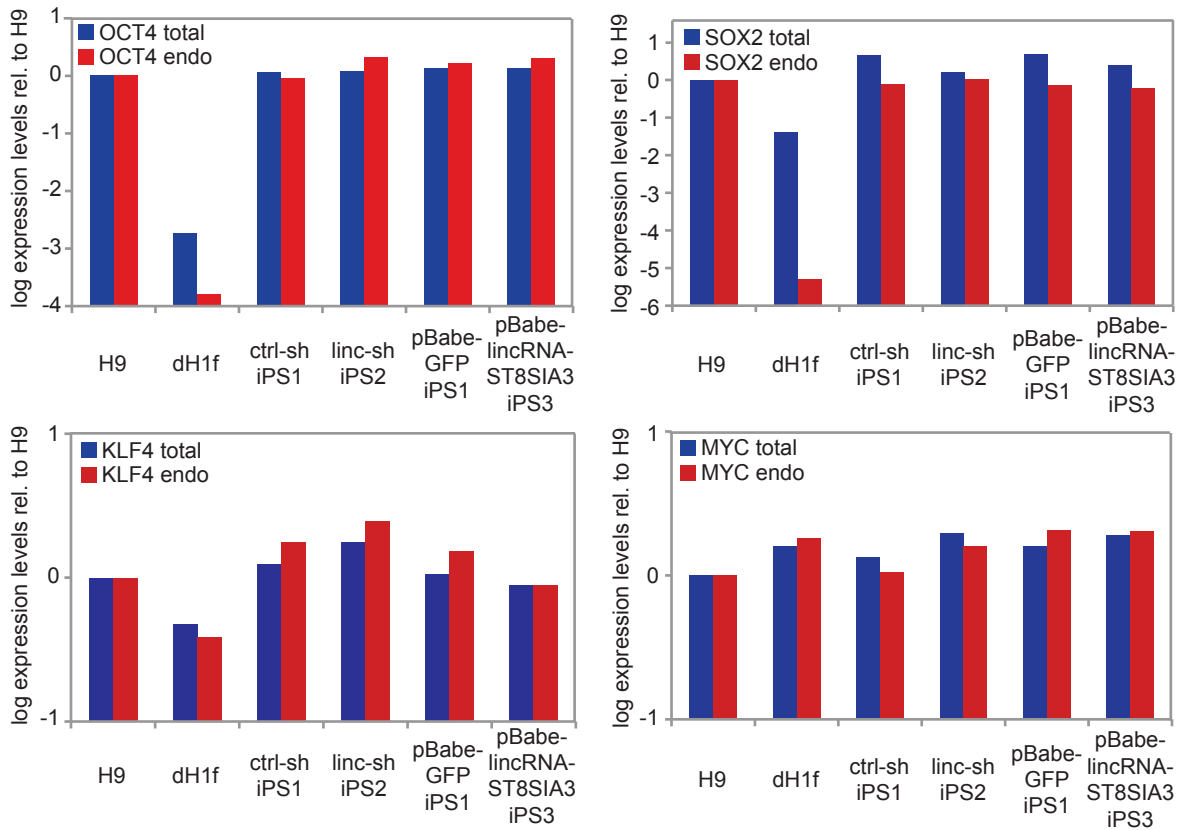 log expression levels rel. to H9
1
0
-1
-2
-3
-4
OCT4 total
OCT4 endo
H9
dH1f
ctrl-sh
iPS1
linc-sh
iPS2
pBabe-
GFP
iPS1
pBabe-
lincRNA-
ST8SIA3
iPS3
log expression levels rel. to H9
1
0
-1
-2
-3
-4
-5
-6
SOX2 total
SOX2 endo
H9
dH1f
ctrl-sh
iPS1
linc-sh
iPS2
pBabe-
GFP
iPS1
pBabe-
lincRNA-
ST8SIA3
iPS3
log expression levels rel. to H9
1
0
-1
KLF4 total
KLF4 endo
H9
dH1f
ctrl-sh
iPS1
linc-sh
iPS2
pBabe-
GFP
iPS1
pBabe-
lincRNA-
ST8SIA3
iPS3
log expression levels rel. to H9
1
0
-1
MYC total
MYC endo
H9
dH1f
ctrl-sh
iPS1
linc-sh
iPS2
pBabe-
GFP
iPS1
pBabe-
lincRNA-
ST8SIA3
iPS3